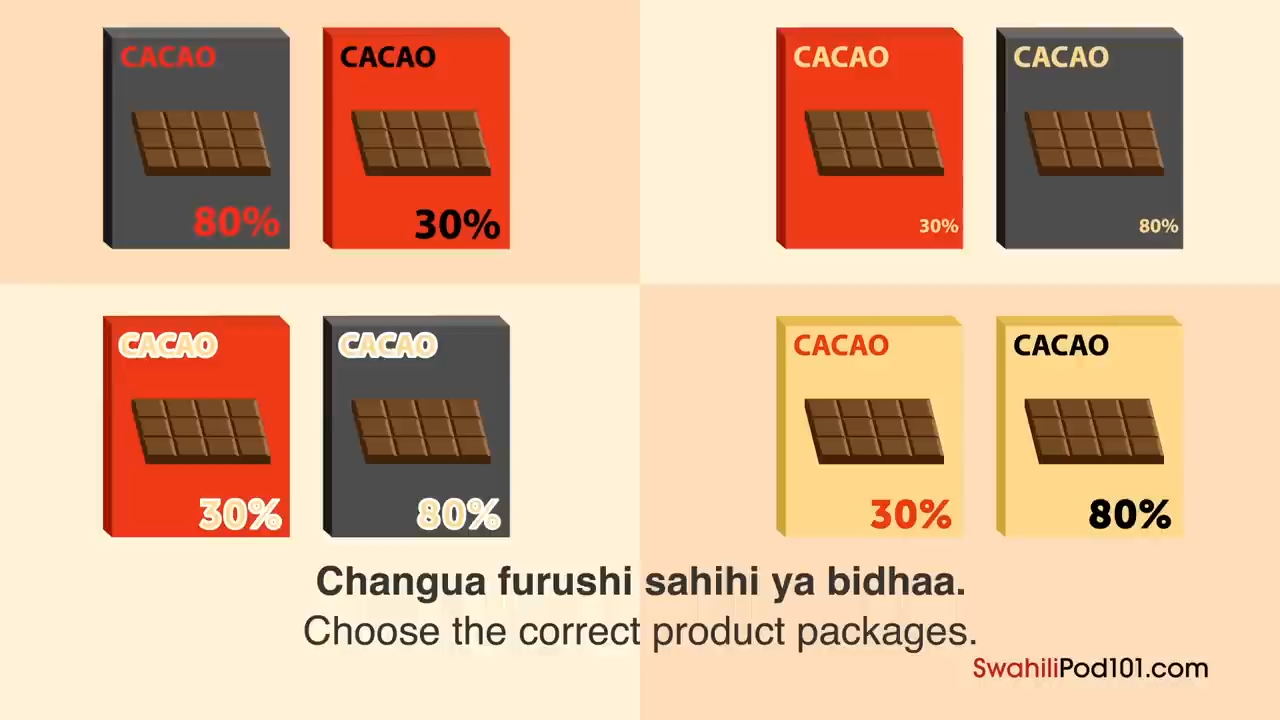 CACAO
80%
CACAO
30%
CACAO
30%
CACAO
80%
CACAO
30%
CACAO
80%
CACAO
30%
CACAO
80%
Changua furushi sahihi ya bidhaa.
Choose the correct product packages.
SwahiliPod101.com